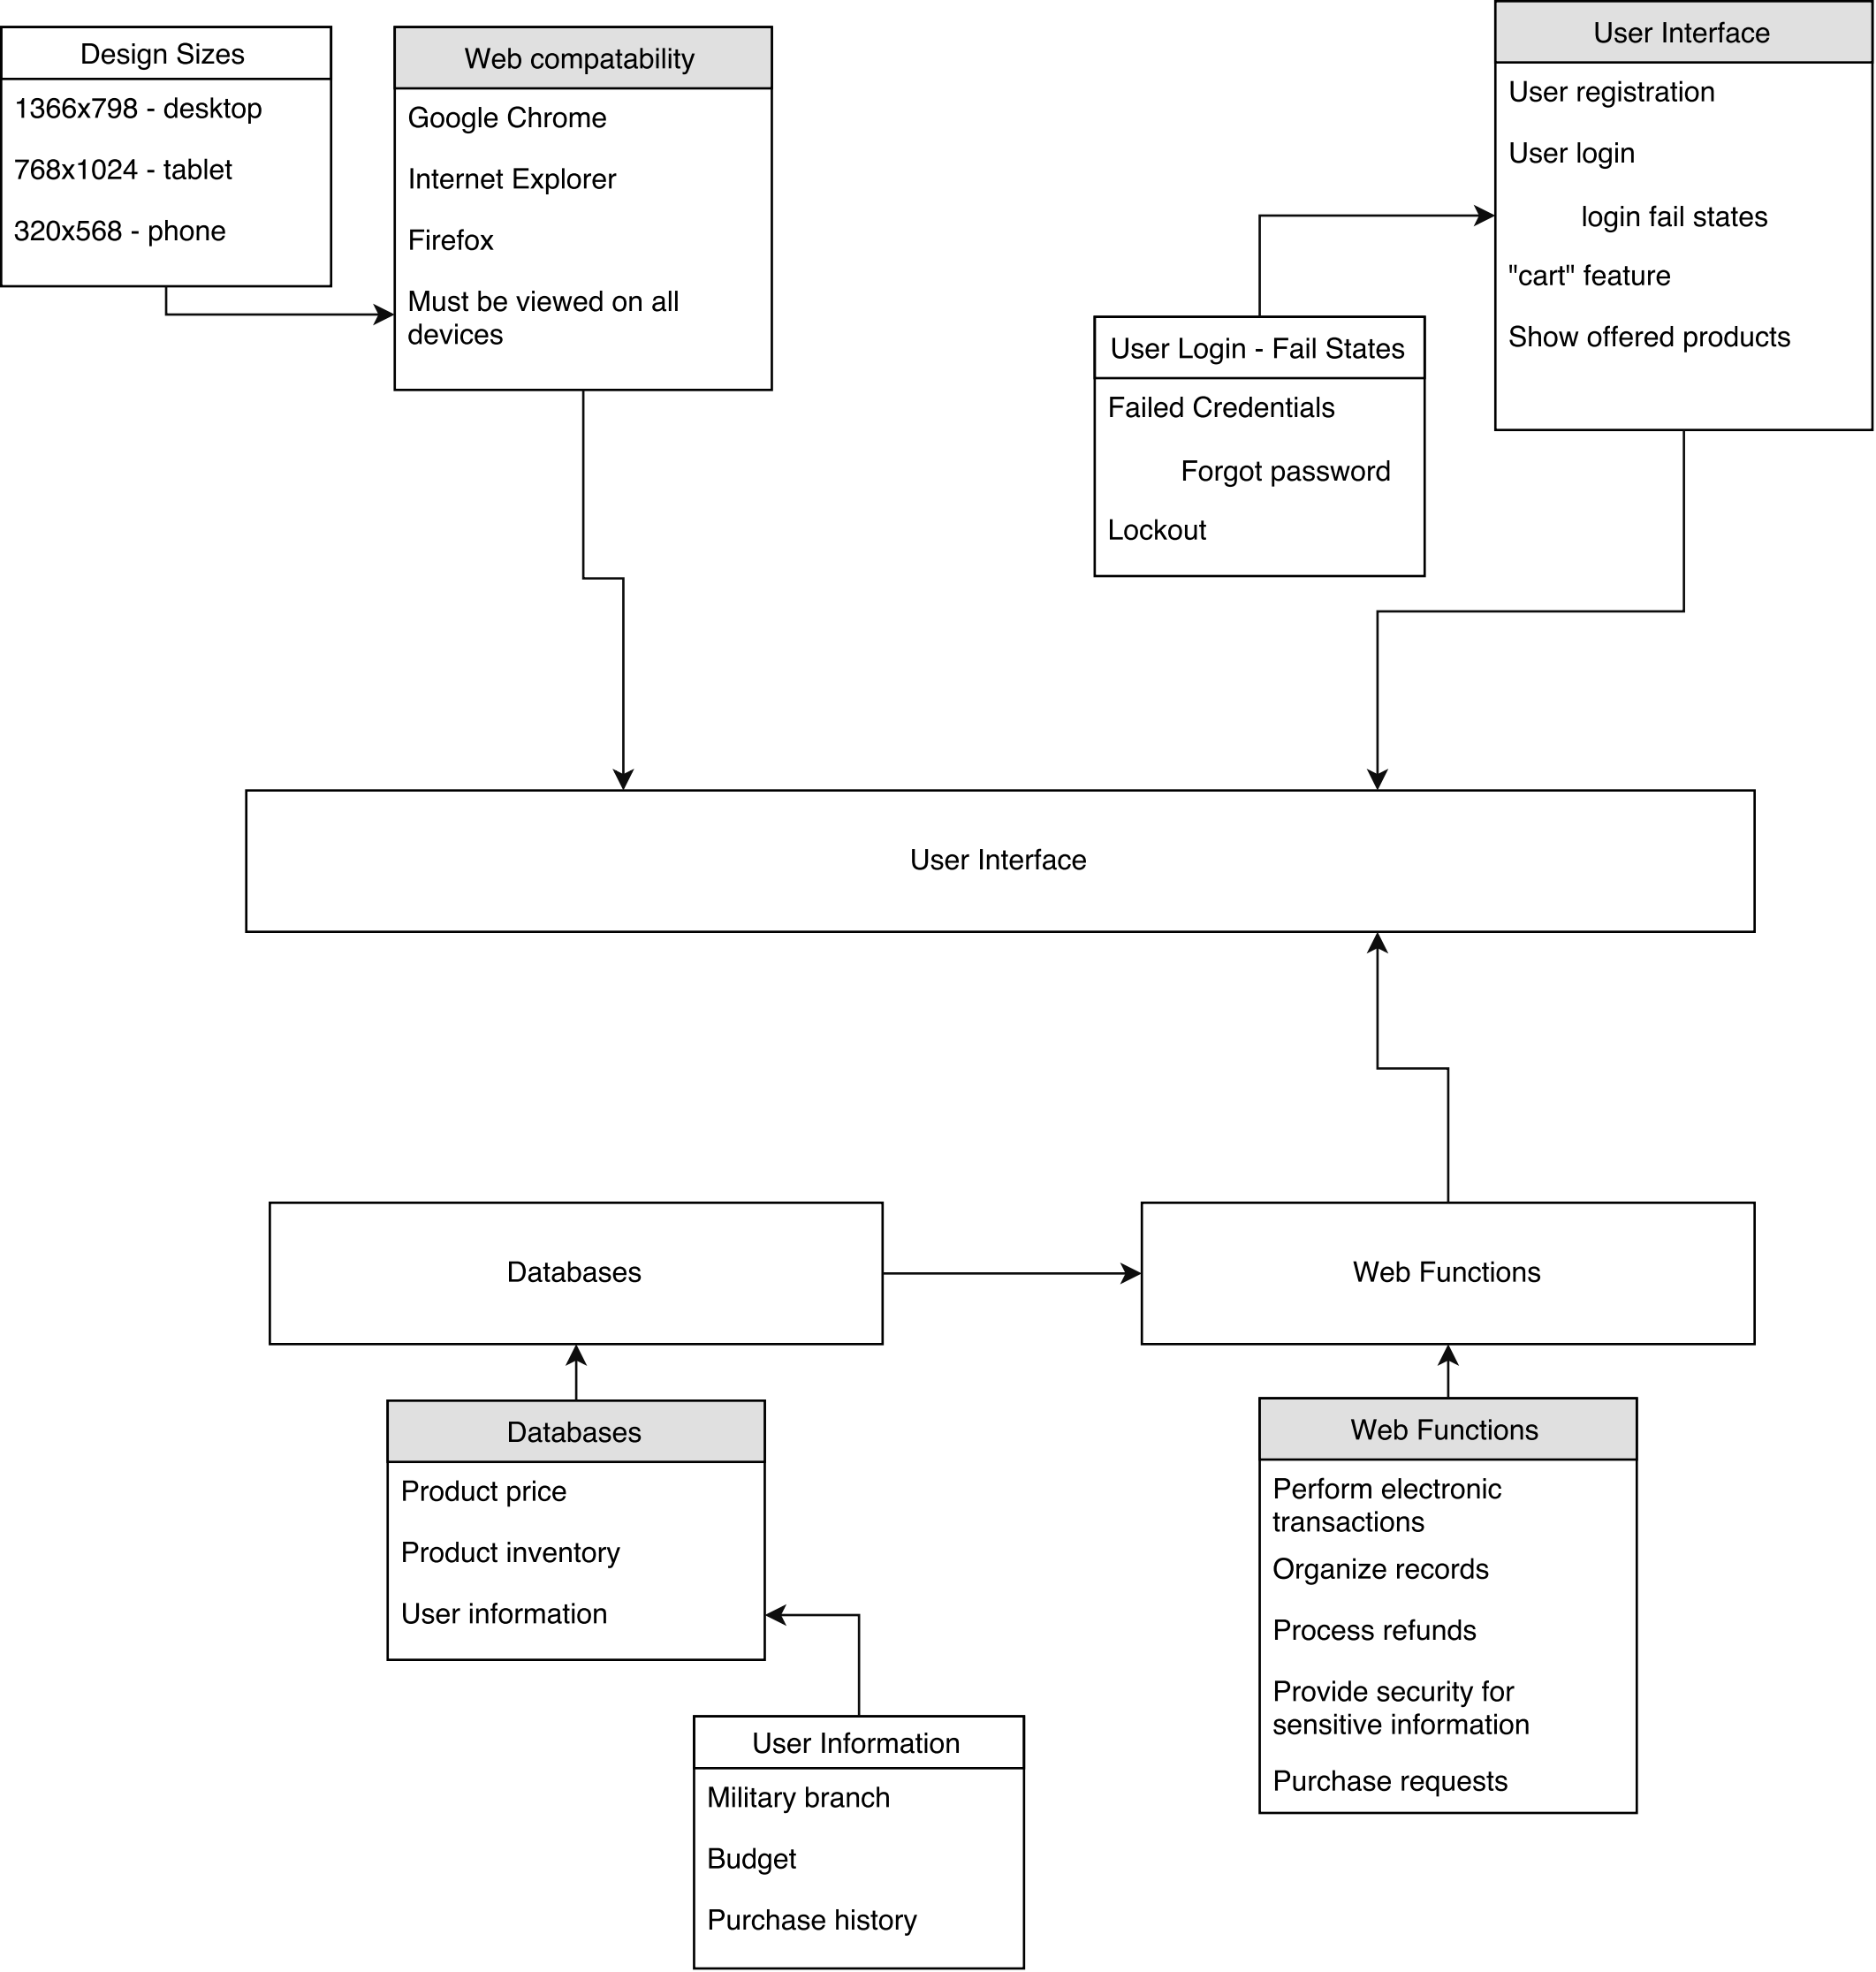 Design Sizes
1366x798 - desktop
768x1024 - tablet
320x568 - phone
Web compatability
Google Chrome
Internet Explorer
Firefox
Must be viewed on all
devices
User Interface
User registration
User login
login fail states
"cart" feature
Show offered products
User Login - Fail States
Failed Credentials
Forgot password
Lockout
User Interface
Databases
Web Functions
Databases
Product price
Product inventory
User information
Web Functions
Perform electronic
transactions
Organize records
Process refunds
Provide security for
sensitive information
Purchase requests
User Information
Military branch
Budget
Purchase history